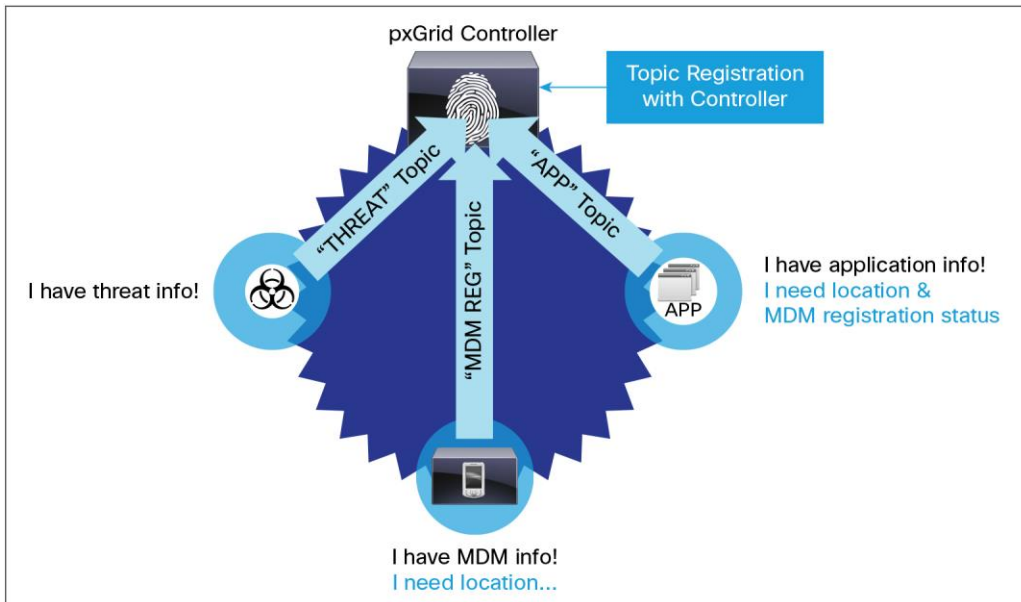 pxGrid Controller
Topic Registration
with Controller
“THREAT” Topic
“MDM REG” Topic
“APP” Topic
I have threat info!
APP
I have application info!
I need location &
MDM registration status
I have MDM info!
I need location...